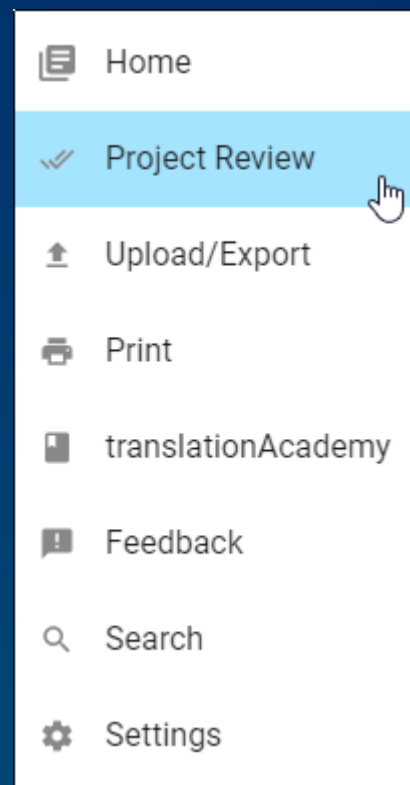 Home
Project Review
Upload/Export
Print
translationAcademy
Feedback
Search
Settings